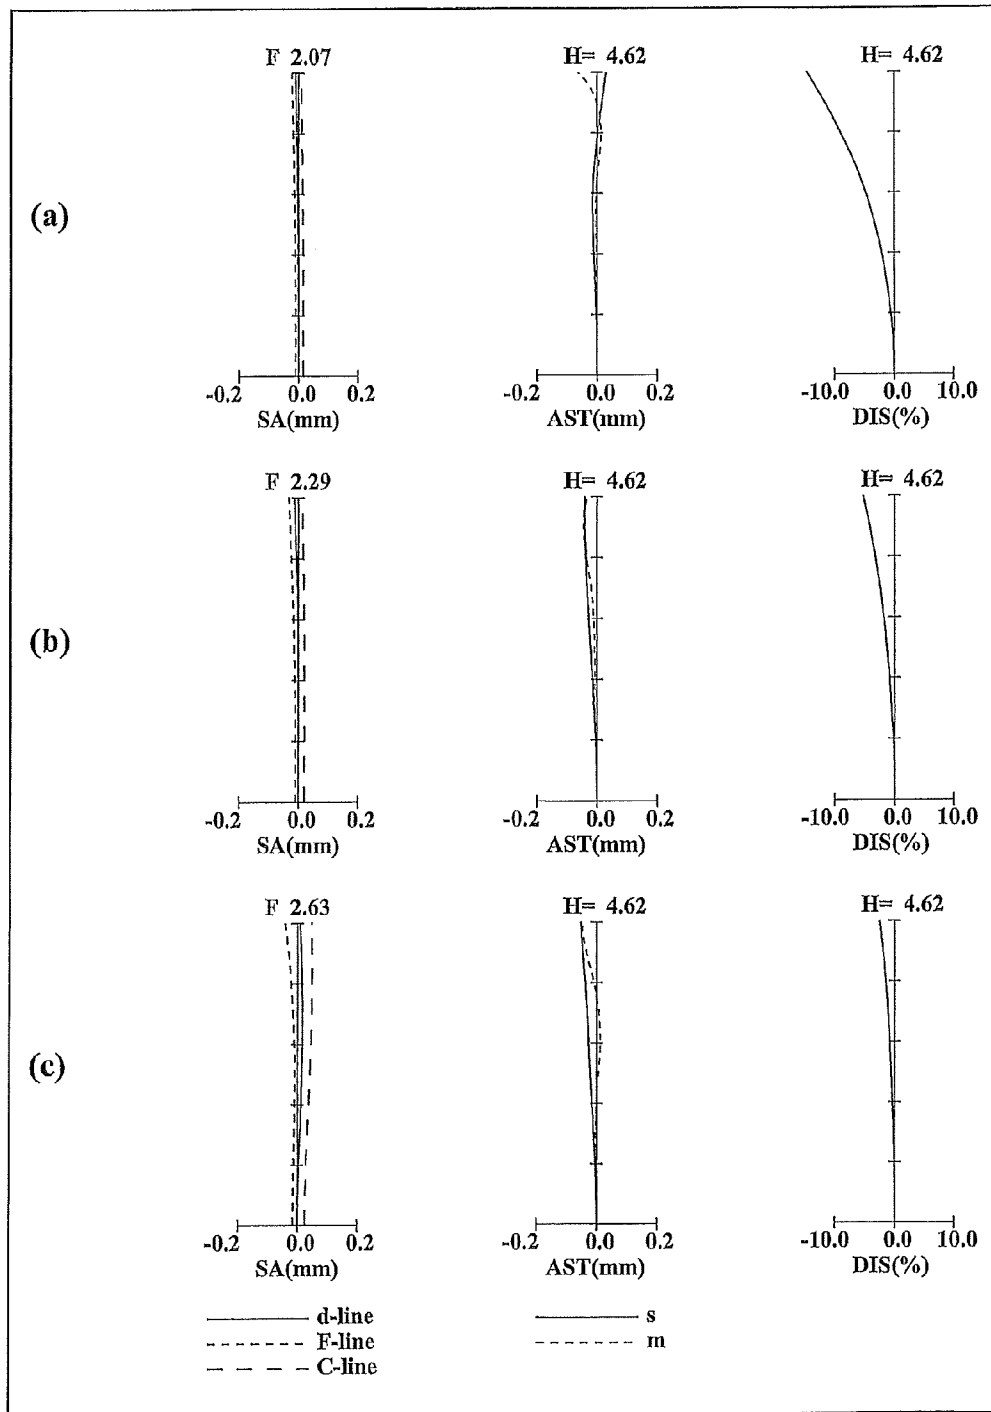 F 2.07 H= 4.62 H= 4.62
(a)
-0.2 0.0 0.2 -0.2 0.0 0.2 -10.0 0.0 10.0
SA(mm) AST(mm) DIS(%)
F 2.29 H= 4.62 H= 4.62
(b)
-0.2 0.0 0.2 -0.2 0.0 0.2 -10.0 0.0 10.0
SA(mm) AST(mm) DIS(%)
F 2.63 H= 4.62 H= 4.62
(c)
-0.2 0.0 0.2 -0.2 0.0 0.2 -10.0 0.0 10.0
SA(mm) AST(mm) DIS(%)
d-line s
F-line m
C-line